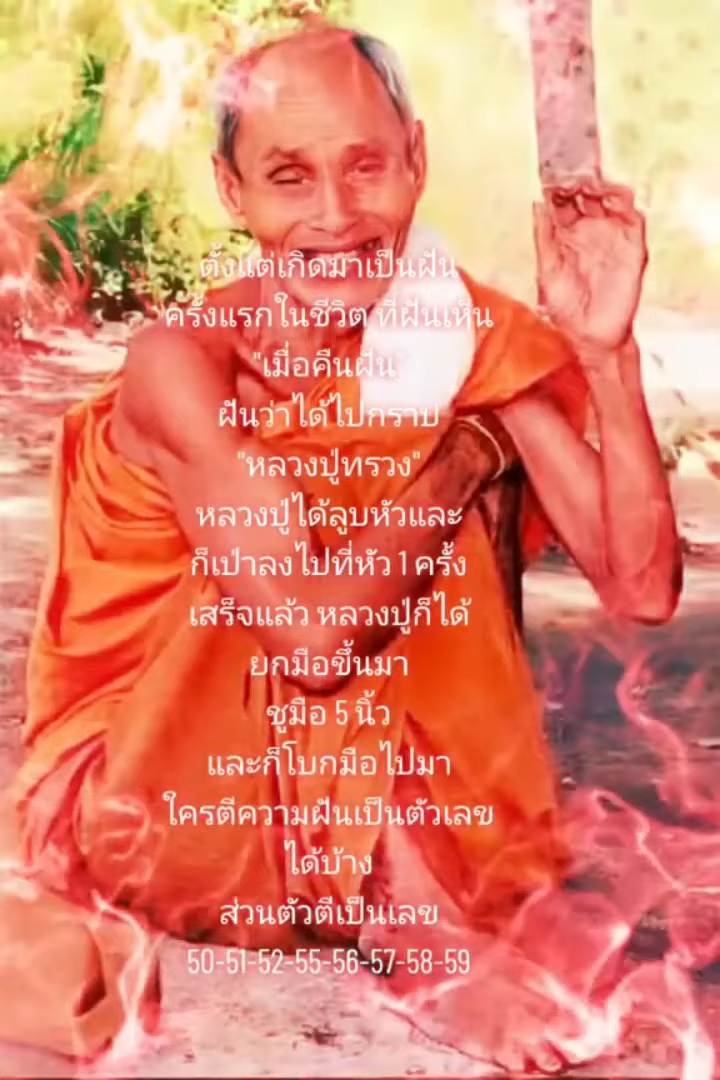 ตั้งแต่เกิดมาเป็นฝัน
ครั้งแรกในชีวิต ที่ฝันเห็น
"เมื่อคืนฝัน"
ฝันว่าได้ไปกราบ
"หลวงปู่ทรวง"
หลวงปู่ได้ลูบหัวและ
ก็เป่าลงไปที่หัว 1 ครั้ง
เสร็จแล้ว หลวงปู่ก็ได้
ยกมือขึ้นมา
ชูมือ 5 นิ้ว
และก็โบกมือไปมา
ใครตีความฝันเป็นตัวเลข
ได้บ้าง
ส่วนตัวตีเป็นเลข
50-51-52-55-56-57-58-59